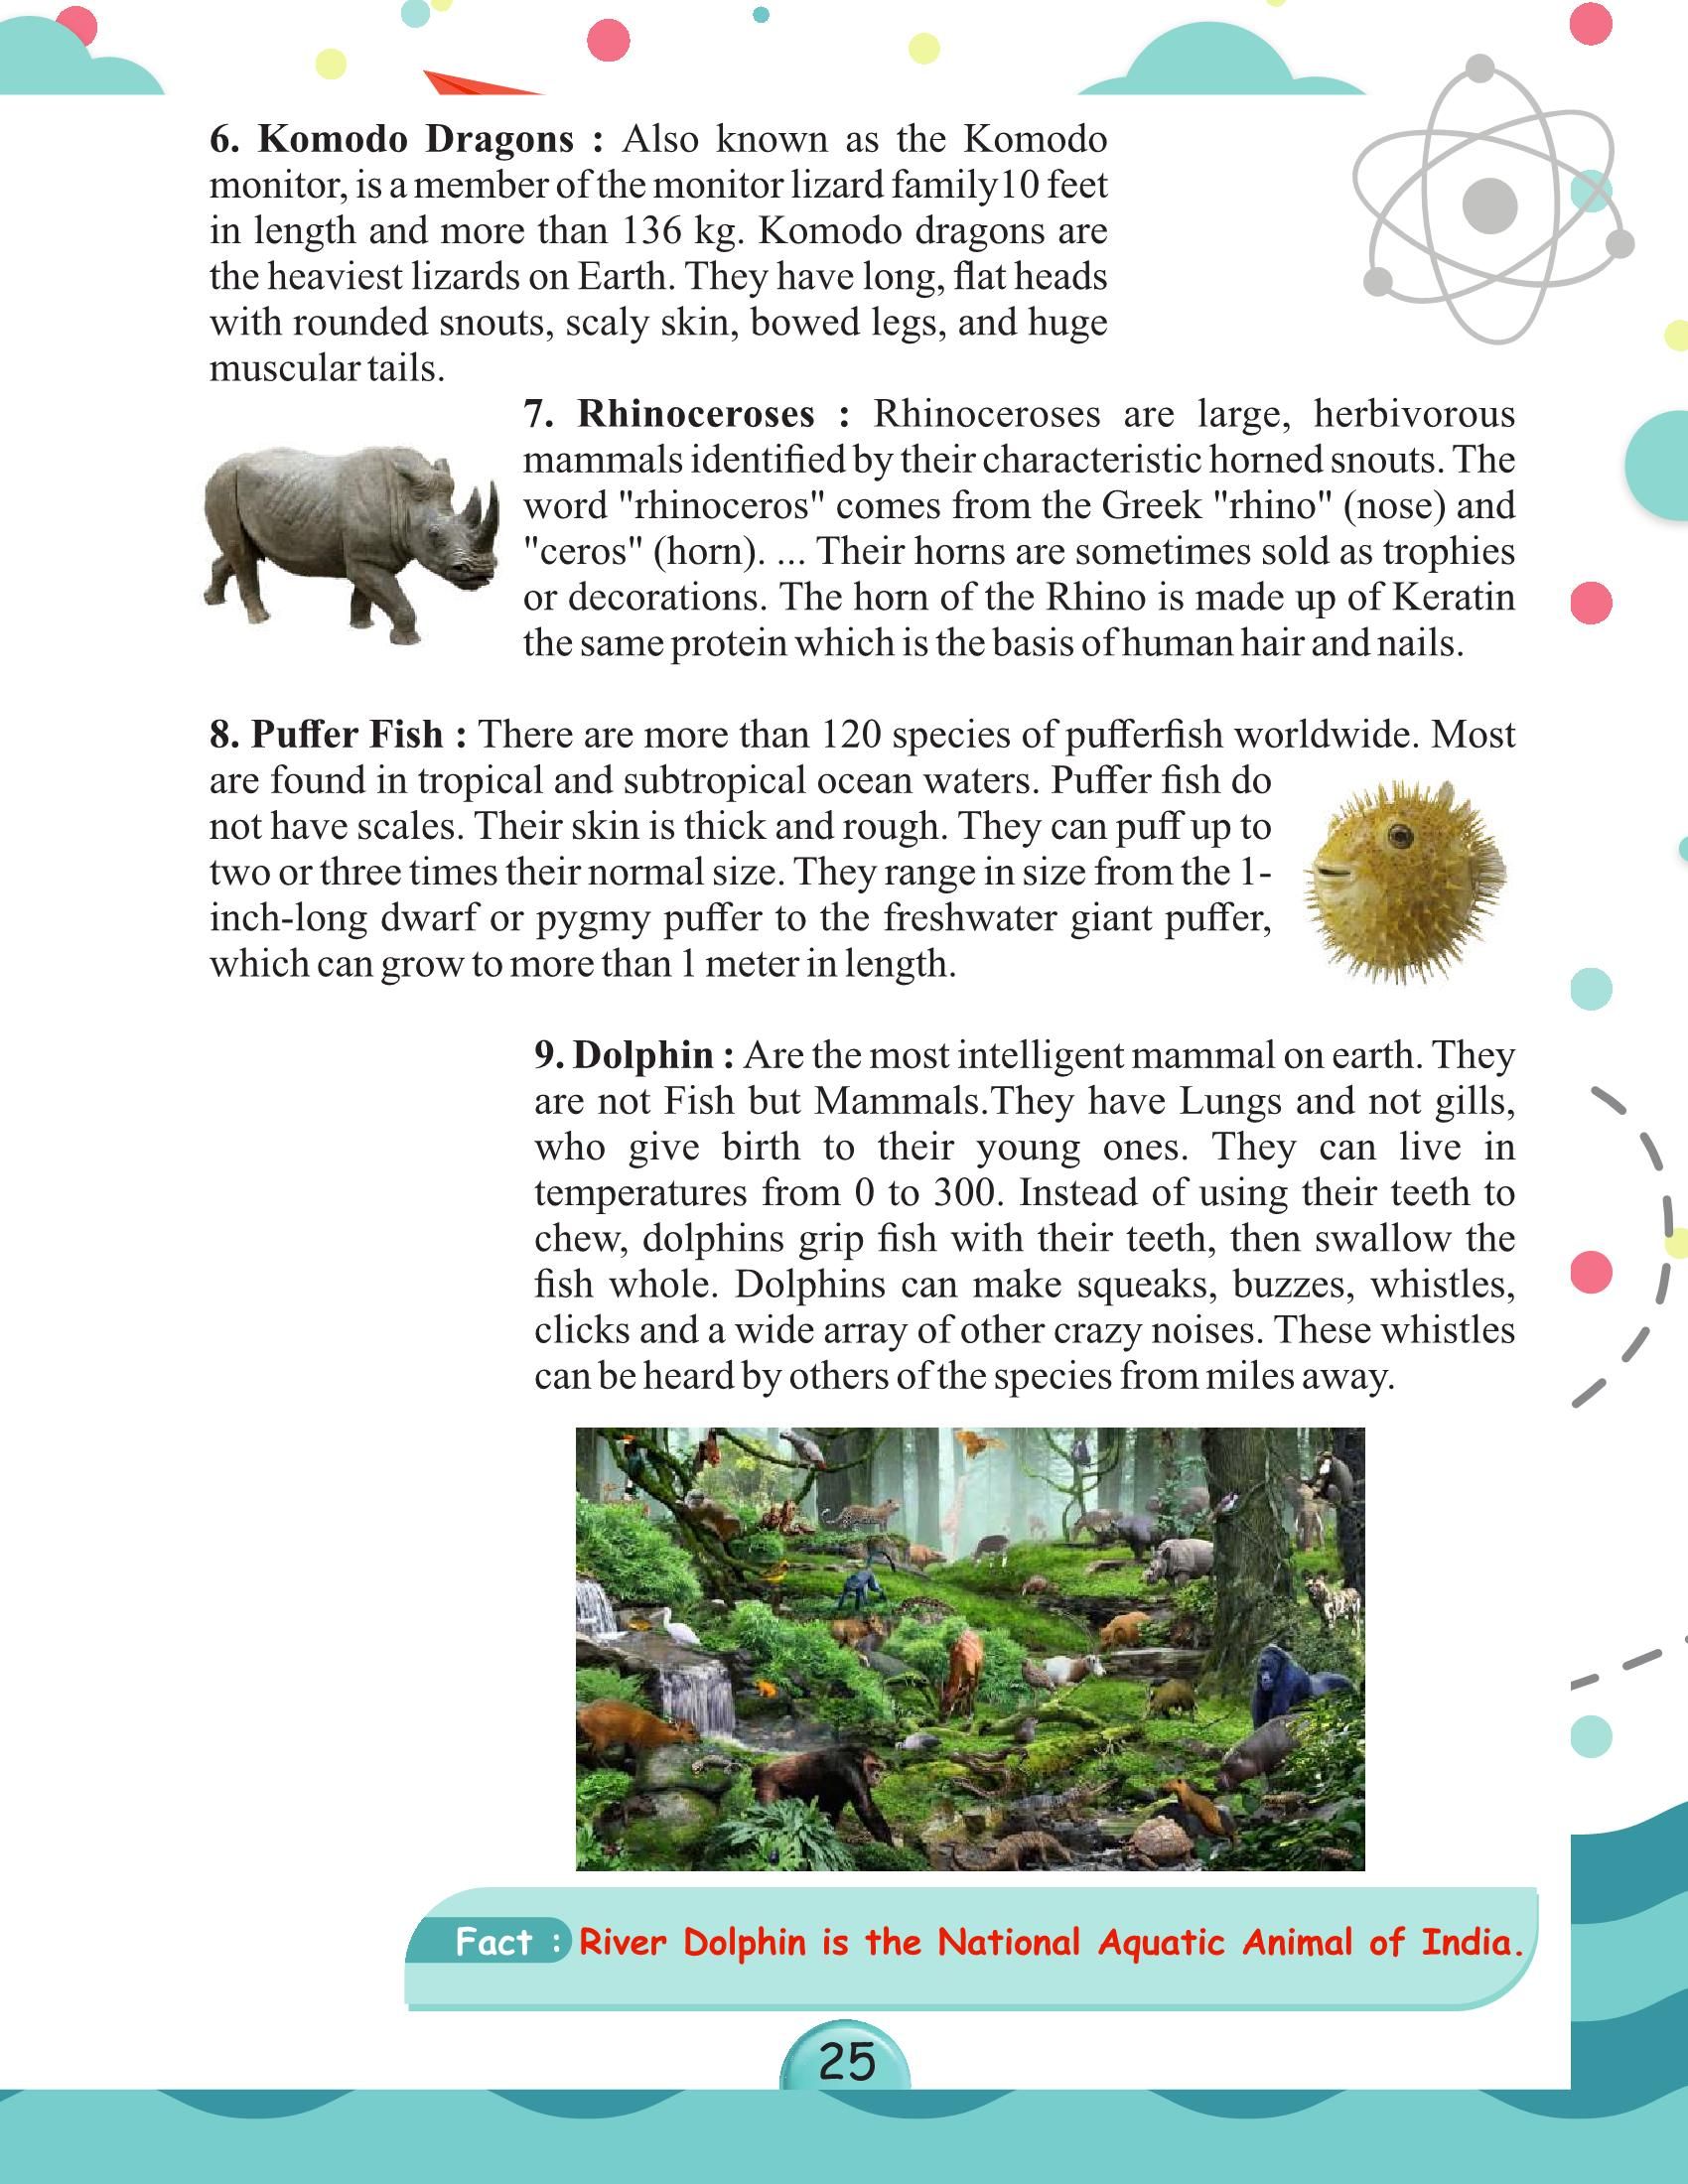 6. Komodo Dragons : Also known as the Komodo
monitor, is a member of the monitor lizard family10 feet
in length and more than 136 kg. Komodo dragons are
the heaviest lizards on Earth. They have long, flat heads
with rounded snouts, scaly skin, bowed legs, and huge
muscular tails.
7. Rhinoceroses : Rhinoceroses are large, herbivorous
mammals identified by their characteristic horned snouts. The
word "rhinoceros" comes from the Greek "rhino" (nose) and
"ceros" (horn). ... Their horns are sometimes sold as trophies
or decorations. The horn of the Rhino is made up of Keratin
the same protein which is the basis of human hair and nails.
8. Puffer Fish : There are more than 120 species of pufferfish worldwide. Most
are found in tropical and subtropical ocean waters. Puffer fish do
not have scales. Their skin is thick and rough. They can puff up to
two or three times their normal size. They range in size from the 1-
inch-long dwarf or pygmy puffer to the freshwater giant puffer,
which can grow to more than 1 meter in length.
9. Dolphin : Are the most intelligent mammal on earth. They
are not Fish but Mammals.They have Lungs and not gills,
who give birth to their young ones. They can live in
temperatures from 0 to 300. Instead of using their teeth to
chew, dolphins grip fish with their teeth, then swallow the
fish whole. Dolphins can make squeaks, buzzes, whistles,
clicks and a wide array of other crazy noises. These whistles
can be heard by others of the species from miles away.
Fact : River Dolphin is the National Aquatic Animal of India.
25